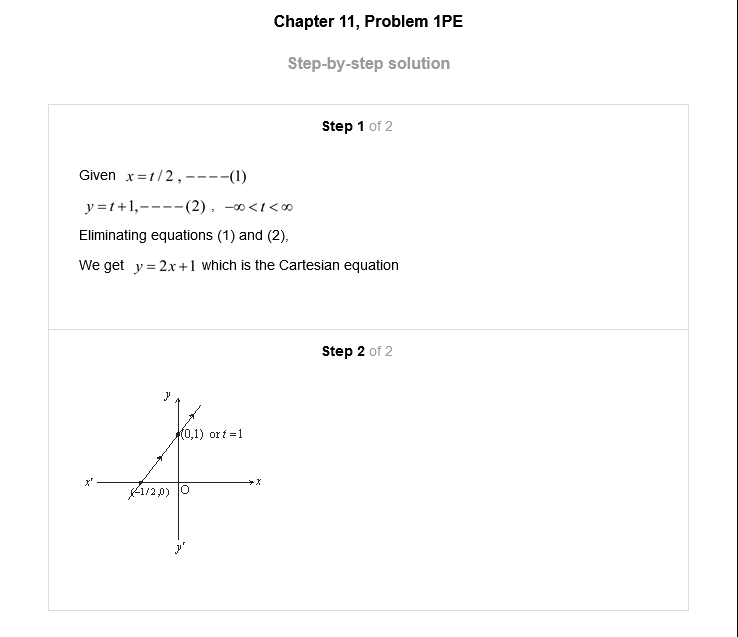 Chapter 11, Problem 1PE
Step-by-step solution
Step 1 of 2
Given x = t / 2 , − − − −(1)
y = t + 1, − − − − (2) , −∞ < t < ∞
Eliminating equations (1) and (2),
We get y = 2x + 1 which is the Cartesian equation
Step 2 of 2
y
(0,1) or t = 1
x' x
(−1/2,0) O
y'